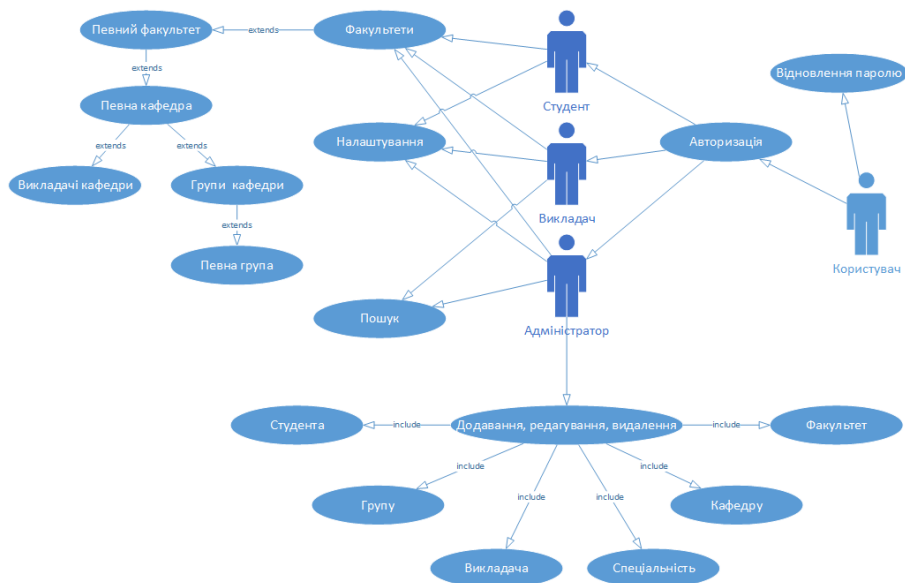 Певний факультет
extends
Факультети
Студент
Відновлення паролю
extends
Певна кафедра
extends
extends
Налаштування
Авторизація
Викладачі кафедри
Групи кафедри
Викладач
extends
Певна група
Користувач
Пошук
Адміністратор
Студента
include
Додавання, редагування, видалення
include
Факультет
include
include
include
include
Групу
Кафедру
Викладача
Спеціальність